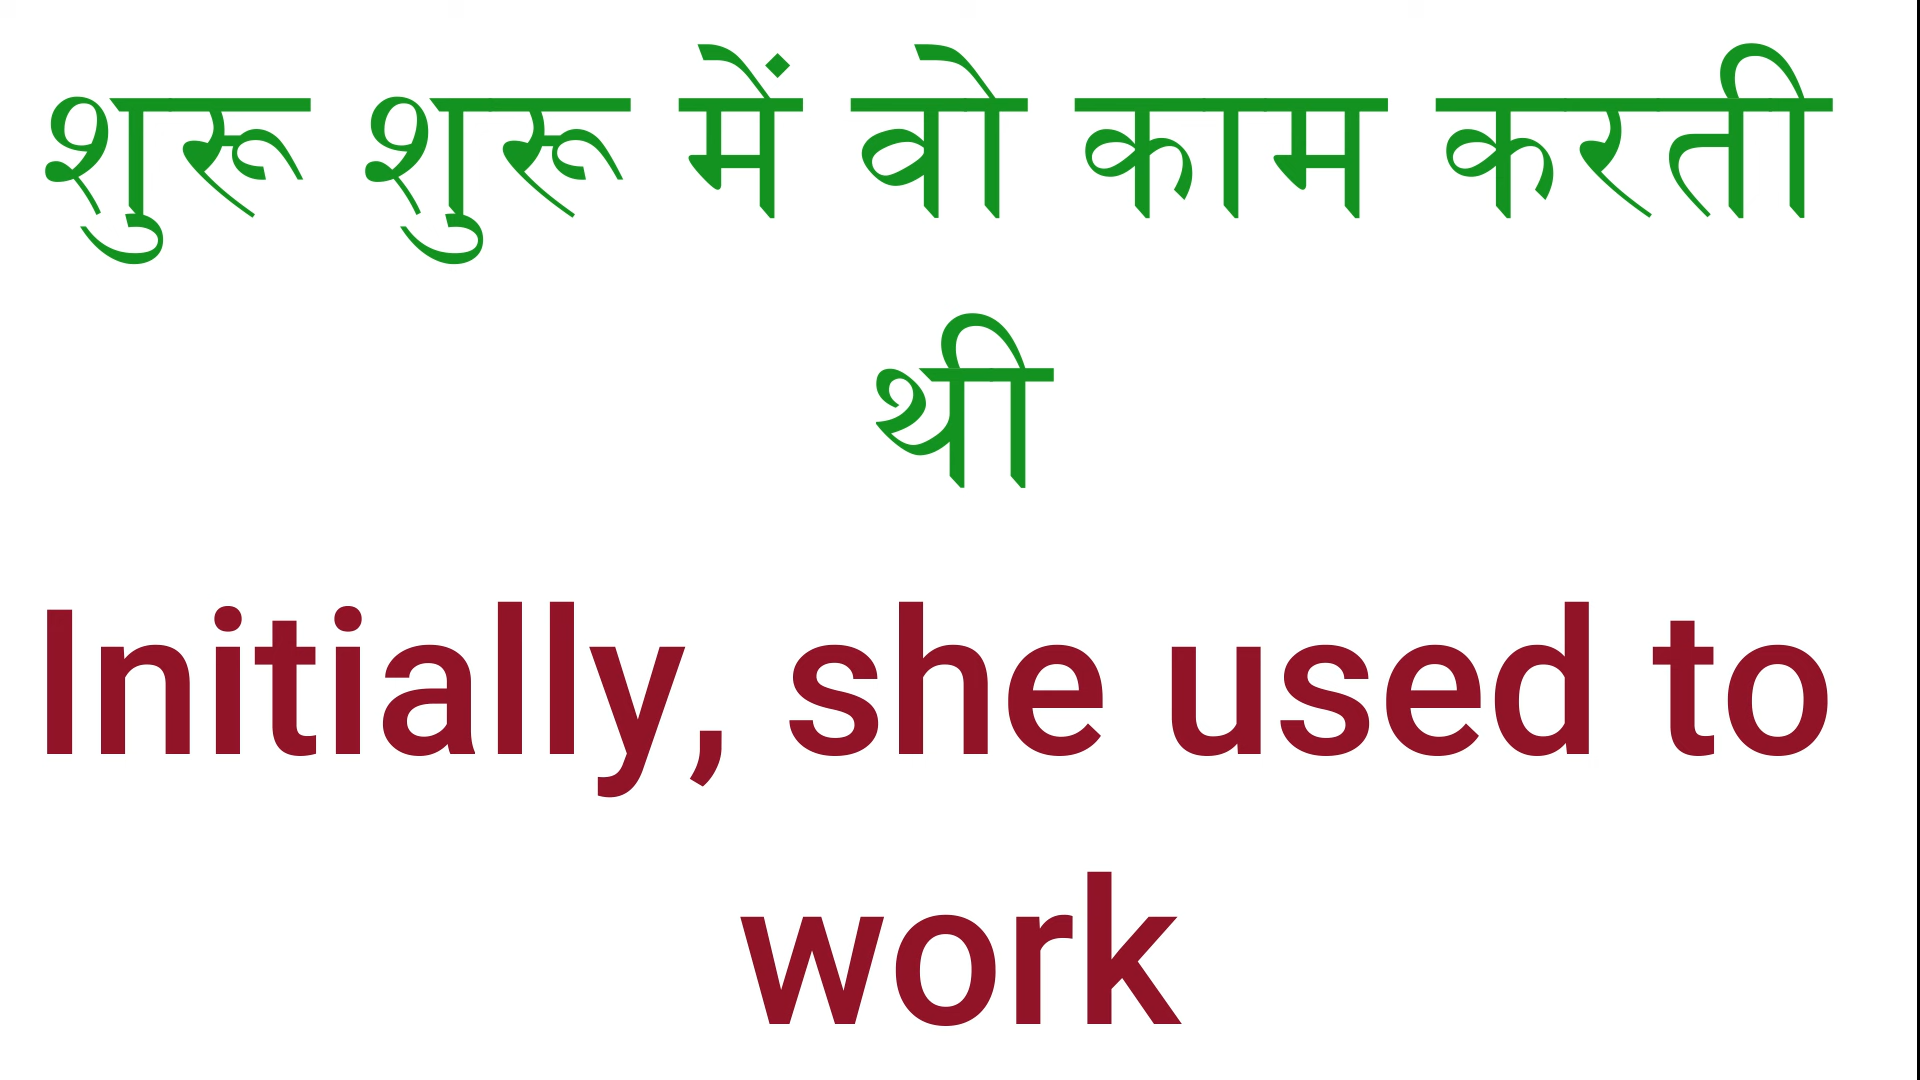 शुरू शुरू में वो काम करती
थी
Initially, she used to
work